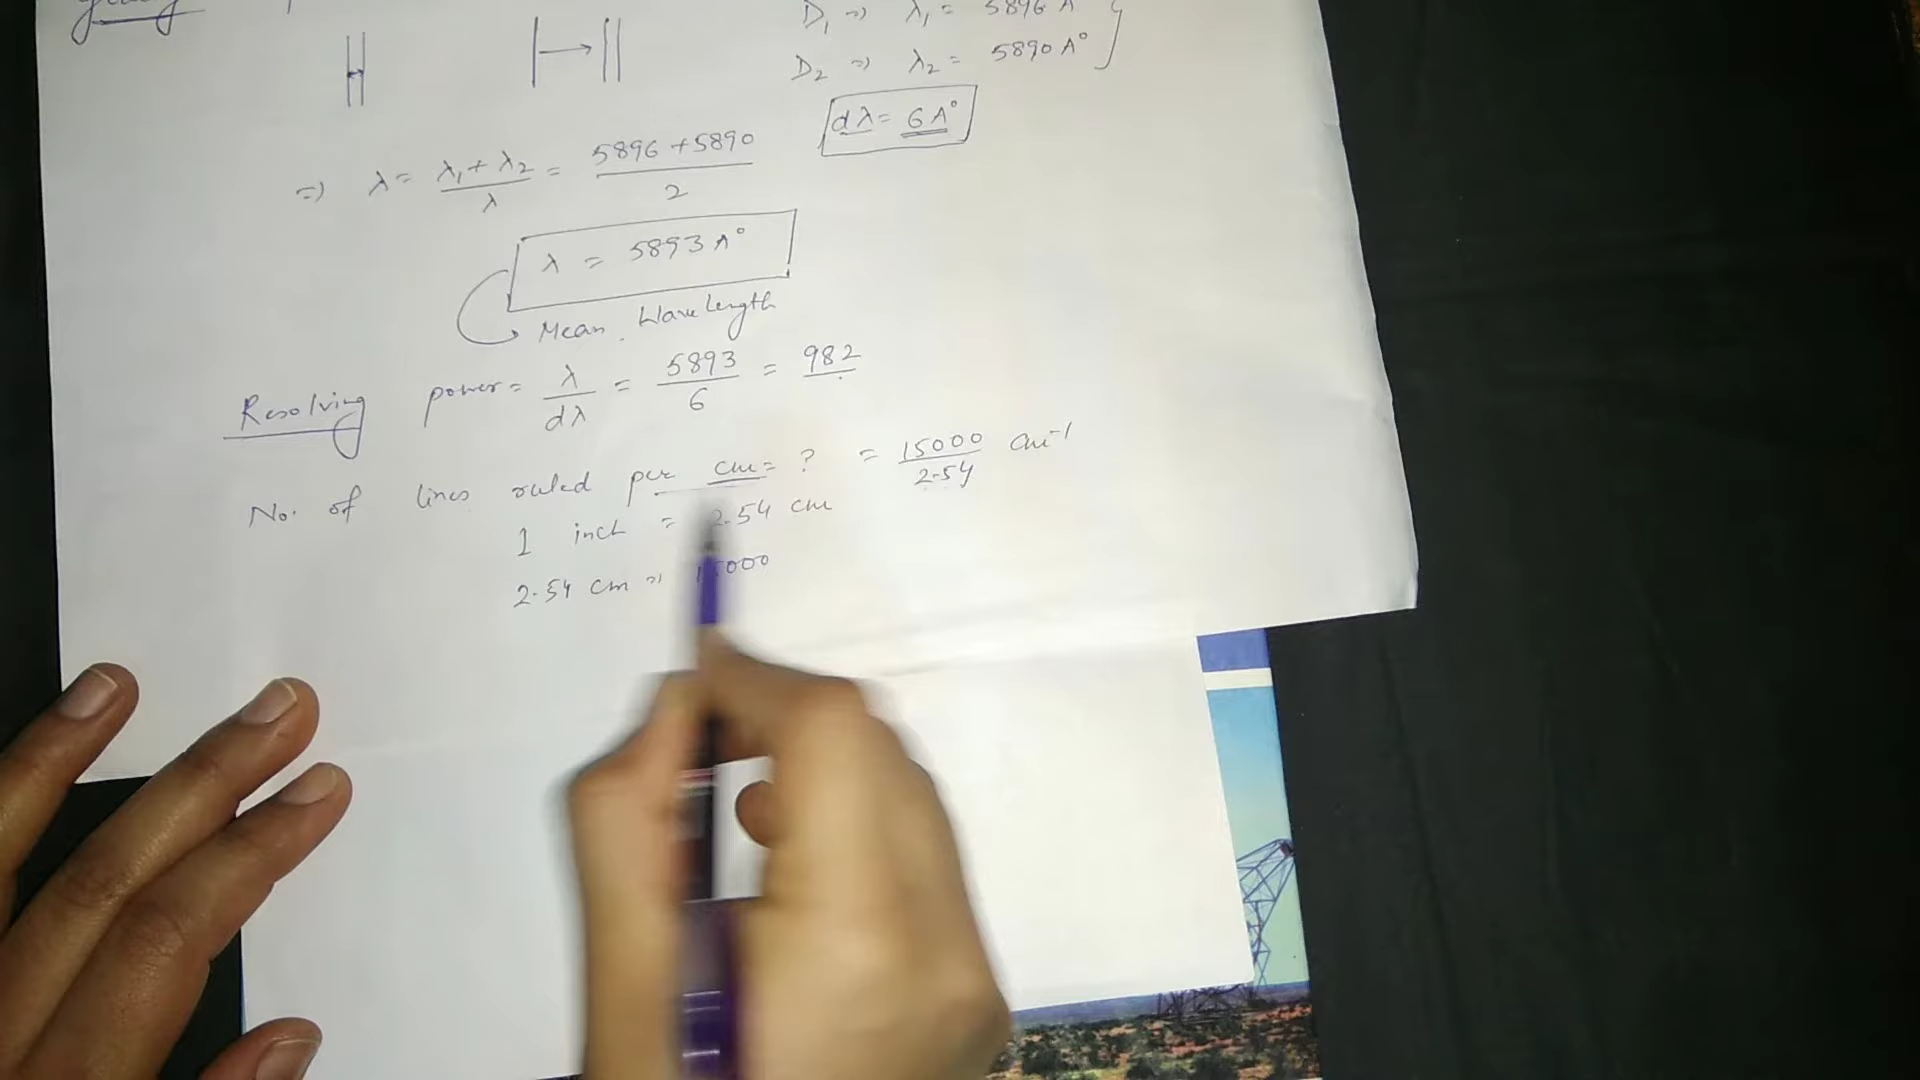 D₁ => λ₁ = 5896 A
D₂ => λ₂ = 5890 A°
dλ = 6 A°
=> λ = λ₁ + λ₂ / λ = 5896 + 5890 / 2
λ = 5893 A°
Mean Wave length
Resolving power = λ / dλ = 5893 / 6 = 982
No. of lines ruled per cm = ? = 15000 / 2.54 cm⁻¹
1 inch = 2.54 cm
2.54 cm => 15000